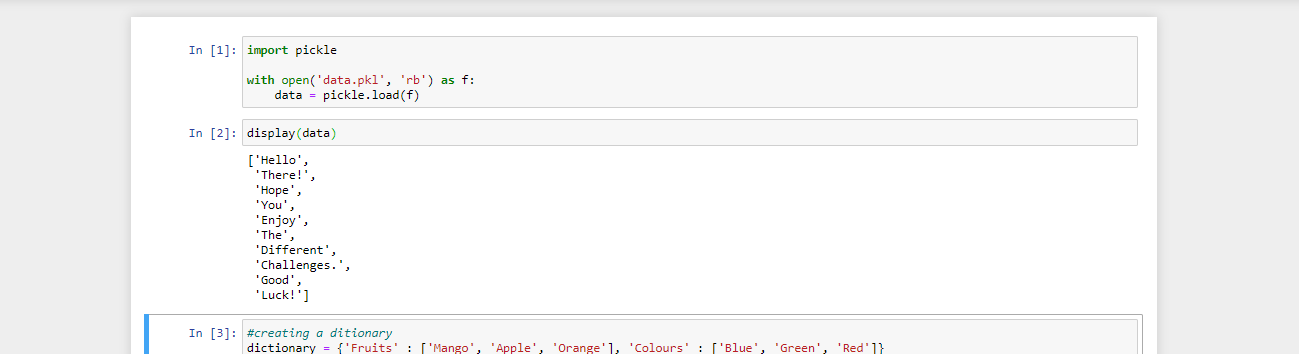 In [1]: import pickle
with open('data.pkl', 'rb') as f:
    data = pickle.load(f)
In [2]: display(data)
['Hello',
 'There!',
 'Hope',
 'You',
 'Enjoy',
 'The',
 'Different',
 'Challenges.',
 'Good',
 'Luck!']
In [3]: #creating a ditionary
dictionary = {'Fruits' : ['Mango', 'Apple', 'Orange'], 'Colours' : ['Blue', 'Green', 'Red']}